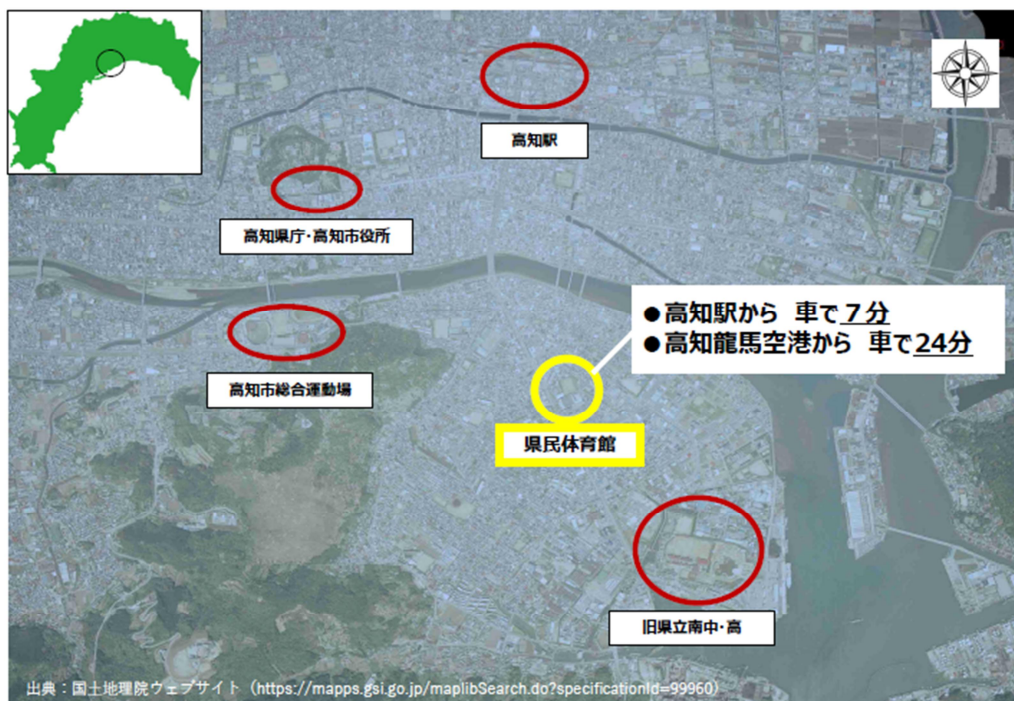 高知駅
高知県庁・高知市役所
●高知駅から 車で７分
●高知龍馬空港から 車で24分
高知市総合運動場
県民体育館
旧県立南中・高
出典：国土地理院ウェブサイト（https://mapps.gsi.go.jp/maplibSearch.do?specificationId=99960）